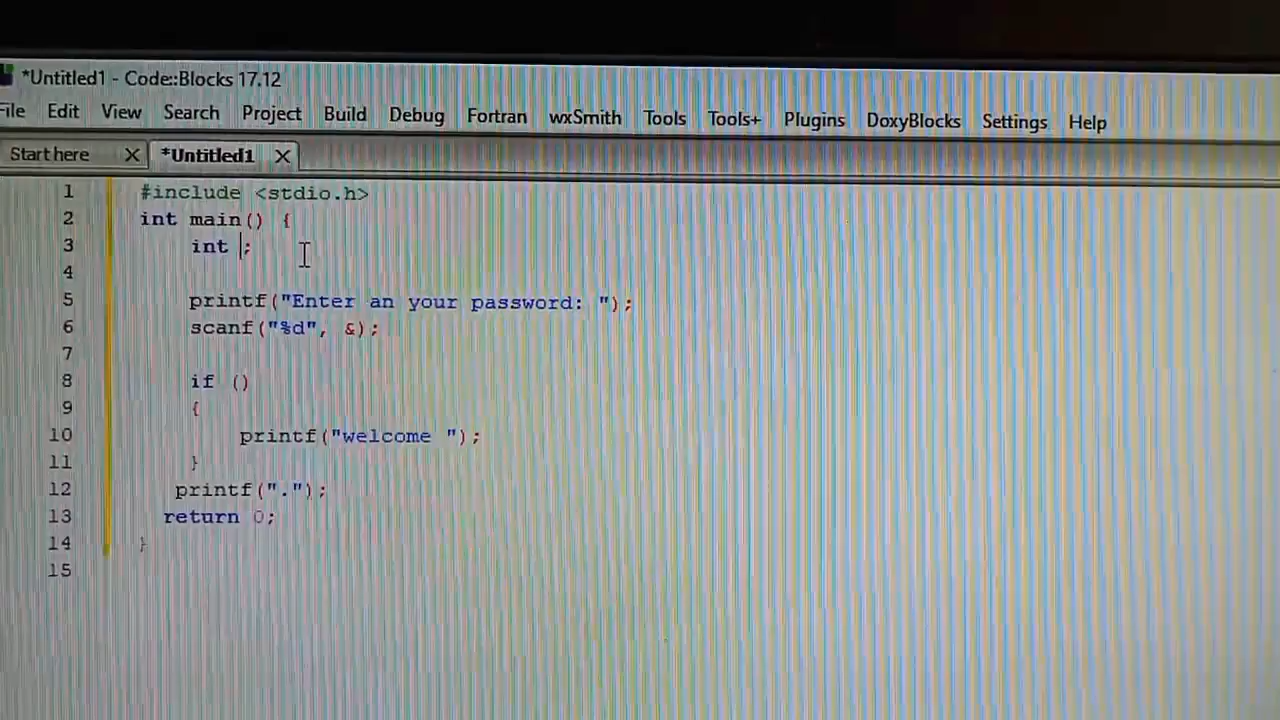 *Untitled1 - Code::Blocks 17.12
File Edit View Search Project Build Debug Fortran wxSmith Tools Tools+ Plugins DoxyBlocks Settings Help
Start here X *Untitled1 X
1 #include <stdio.h>
2 int main() {
3 int ;
4
5 printf("Enter an your password: ");
6 scanf("%d", &);
7
8 if ()
9 {
10 printf("welcome ");
11 }
12 printf(".");
13 return 0;
14 }
15